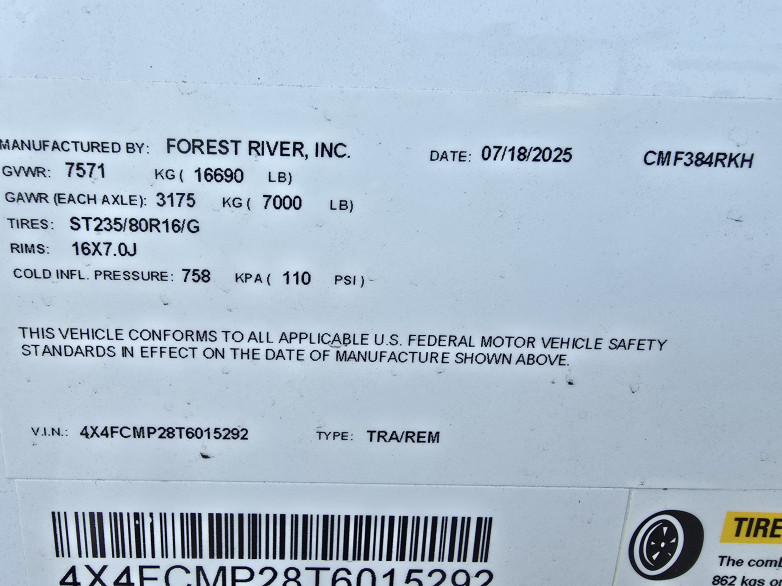 MANUFACTURED BY: FOREST RIVER, INC. DATE: 07/18/2025 CMF384RKH
GVWR: 7571 KG ( 16690 LB)
GAWR (EACH AXLE): 3175 KG ( 7000 LB)
TIRES: ST235/80R16/G
RIMS: 16X7.0J
COLD INFL. PRESSURE: 758 KPA ( 110 PSI )
THIS VEHICLE CONFORMS TO ALL APPLICABLE U.S. FEDERAL MOTOR VEHICLE SAFETY
STANDARDS IN EFFECT ON THE DATE OF MANUFACTURE SHOWN ABOVE.
V.I.N.: 4X4FCMP28T6015292 TYPE: TRA/REM
4X4FCMP28T6015292
TIRE
The com
862 kgs o